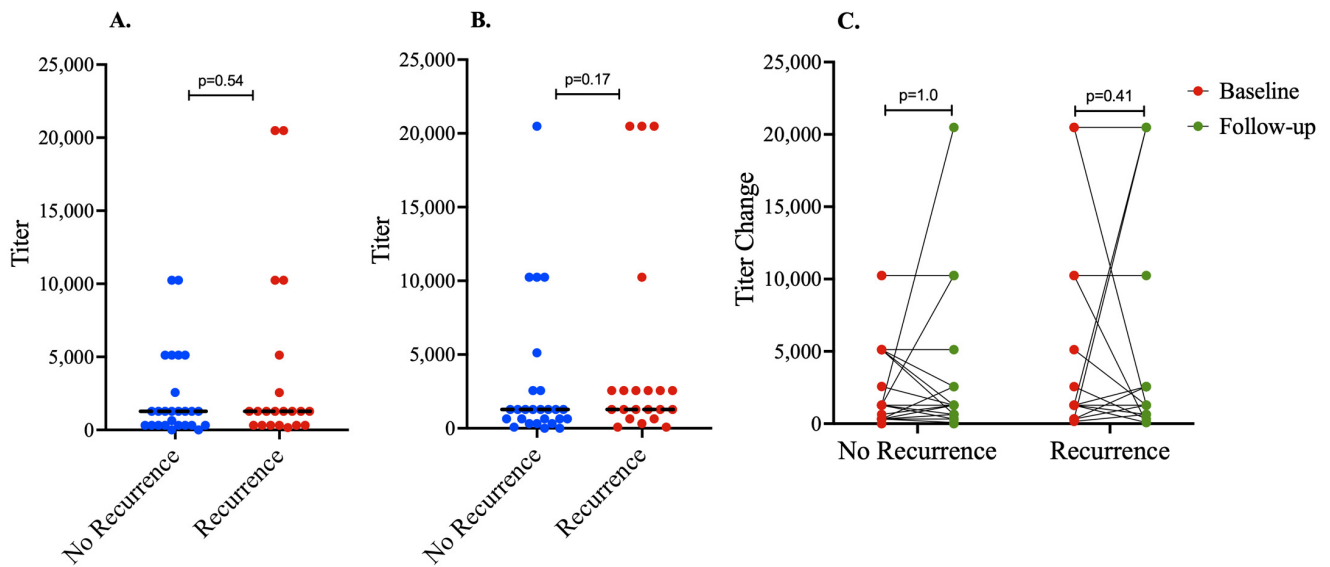 A.
25,000
20,000
15,000
10,000
5,000
0
Titer
p=0.54
No Recurrence
Recurrence
B.
25,000
20,000
15,000
10,000
5,000
0
Titer
p=0.17
No Recurrence
Recurrence
C.
25,000
20,000
15,000
10,000
5,000
0
Titer Change
p=1.0
p=0.41
No Recurrence
Recurrence
Baseline
Follow-up